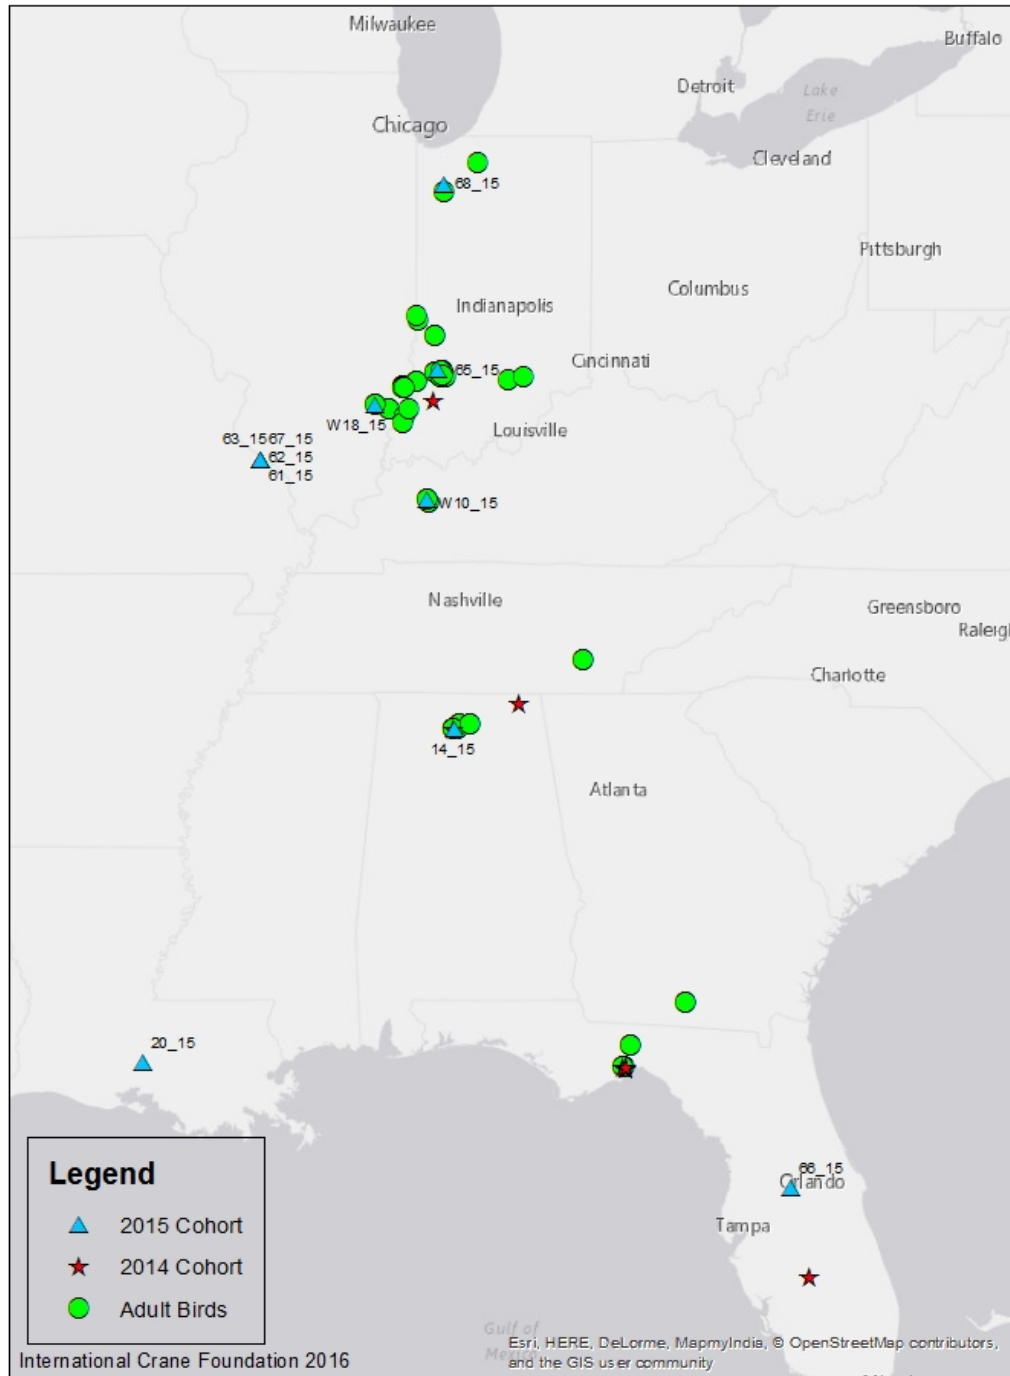 Milwaukee
Buffalo
Detroit
Lake
Erie
Chicago
Cleveland
68_15
Pittsburgh
Columbus
Indianapolis
Cincinnati
65_15
W18_15
Louisville
63_15 67_15
62_15
61_15
W10_15
Nashville
Greensboro
Raleigh
Charlotte
14_15
Atlanta
20_15
66_15
Orlando
Tampa
Legend
2015 Cohort
2014 Cohort
Adult Birds
Gulf of
Mexico
Esri, HERE, DeLorme, MapmyIndia, © OpenStreetMap contributors,
and the GIS user community
International Crane Foundation 2016